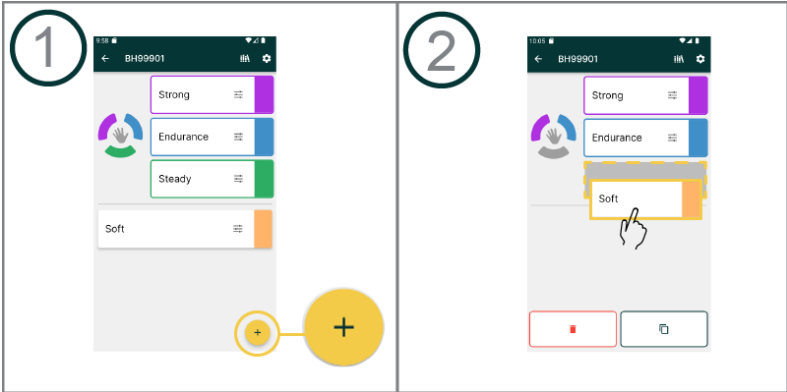 1
9:58
BH99901
Strong
Endurance
Steady
Soft
+
+
2
10:05
BH99901
Strong
Endurance
Soft